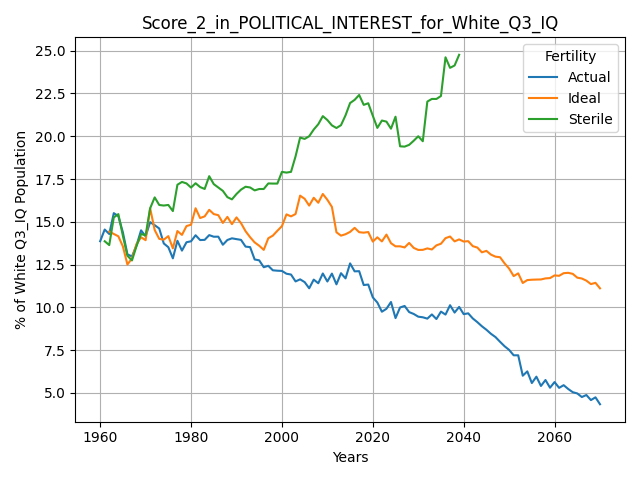 Score_2_in_POLITICAL_INTEREST_for_White_Q3_IQ
% of White Q3_IQ Population
25.0
22.5
20.0
17.5
15.0
12.5
10.0
7.5
5.0
Fertility
Actual
Ideal
Sterile
1960
1980
2000
2020
2040
2060
Years